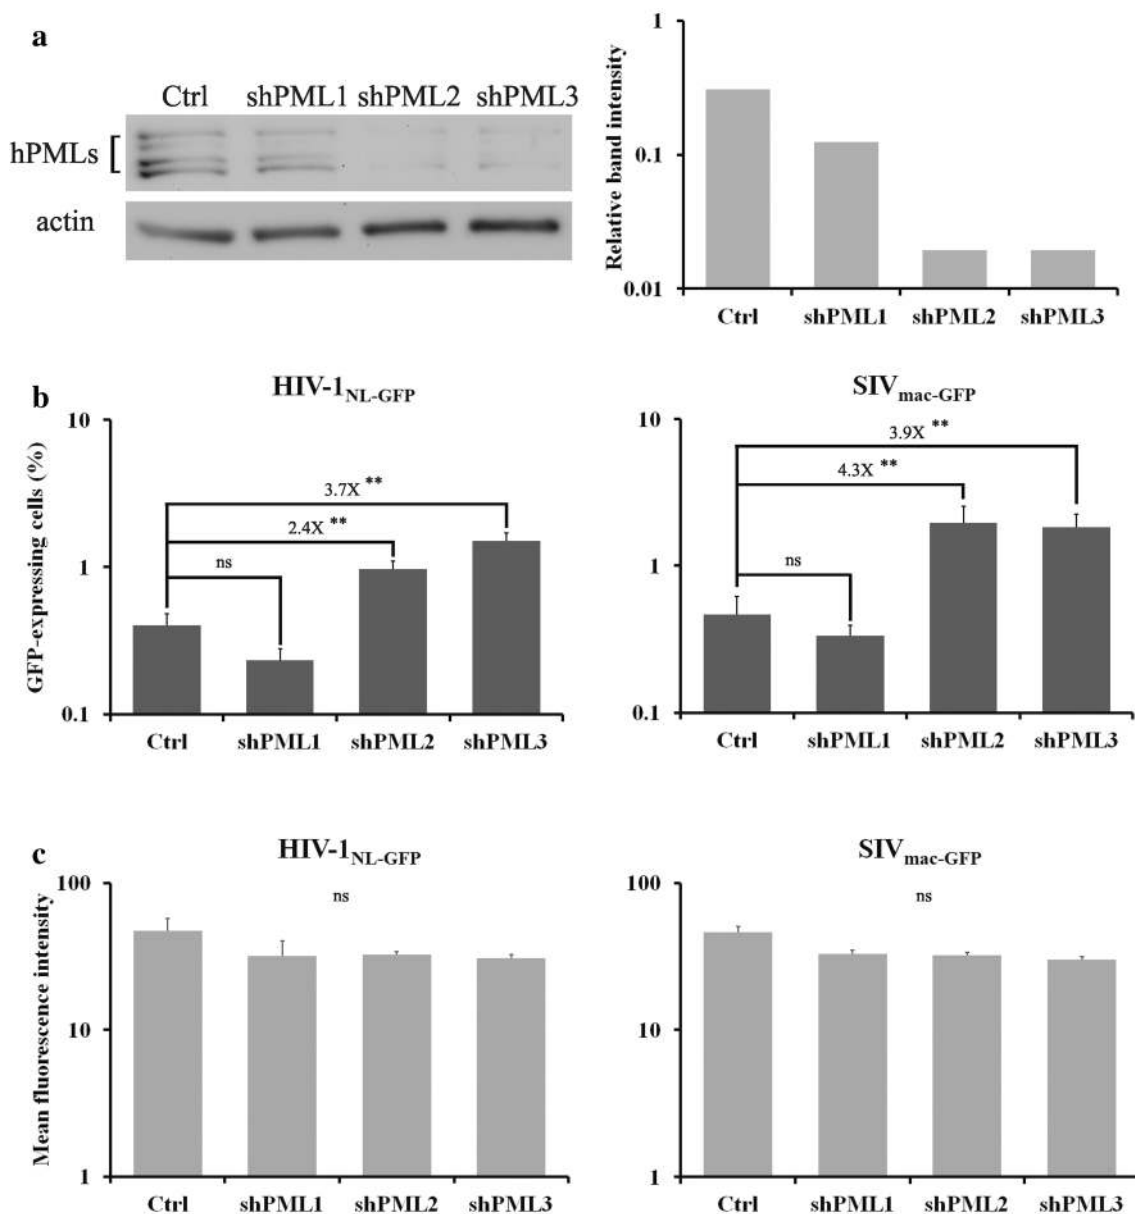 a
Ctrl shPML1 shPML2 shPML3
hPMLs
actin
Relative band intensity
1
0.1
0.01
Ctrl shPML1 shPML2 shPML3
b
HIV-1NL-GFP
GFP-expressing cells (%)
10
1
0.1
3.7X **
2.4X **
ns
Ctrl shPML1 shPML2 shPML3
SIVmac-GFP
10
1
0.1
3.9X **
4.3X **
ns
Ctrl shPML1 shPML2 shPML3
c
HIV-1NL-GFP
Mean fluorescence intensity
100
10
1
ns
Ctrl shPML1 shPML2 shPML3
SIVmac-GFP
100
10
1
ns
Ctrl shPML1 shPML2 shPML3